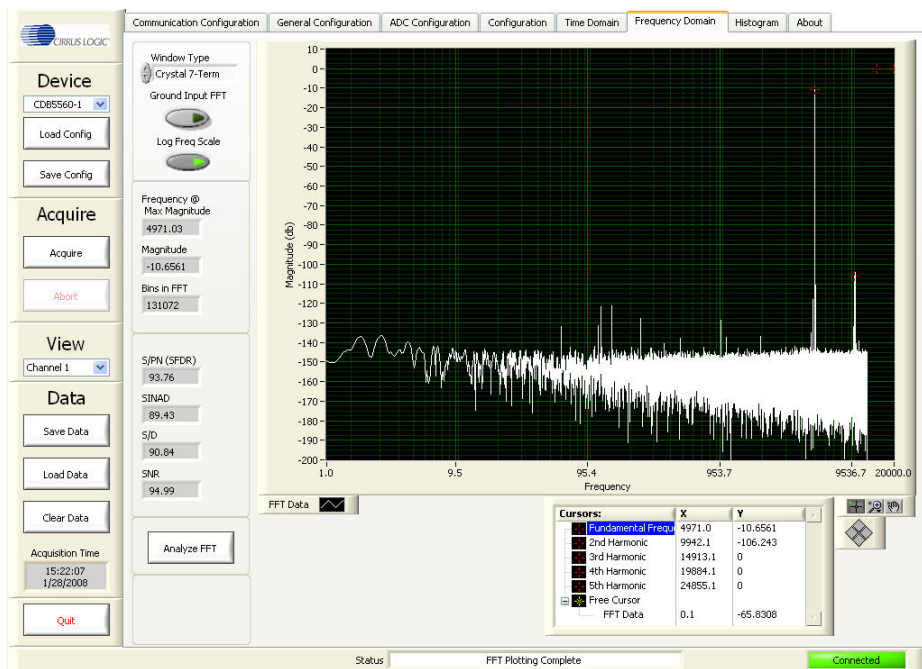 CIRRUS LOGIC
Communication Configuration
General Configuration
ADC Configuration
Configuration
Time Domain
Frequency Domain
Histogram
About
Device
CDB5560-1
Load Config
Save Config
Acquire
Acquire
Abort
View
Channel 1
Data
Save Data
Load Data
Clear Data
Acquisition Time
15:22:07
1/28/2008
Quit
Window Type
Crystal 7-Term
Ground Input FFT
Log Freq Scale
Frequency @
Max Magnitude
4971.03
Magnitude
-10.6561
Bins in FFT
131072
S/PN (SFDR)
93.76
SINAD
89.43
S/D
90.84
SNR
94.99
Analyze FFT
Magnitude (db)
10
0
-10
-20
-30
-40
-50
-60
-70
-80
-90
-100
-110
-120
-130
-140
-150
-160
-170
-180
-190
-200
1.0 9.5 95.4 953.7 9536.7 20000.0
Frequency
FFT Data
Cursors: X Y
Fundamental Frequ 4971.0 -10.6561
2nd Harmonic 9942.1 -106.243
3rd Harmonic 14913.1 0
4th Harmonic 19884.1 0
5th Harmonic 24855.1 0
Free Cursor
FFT Data 0.1 -65.8308
Status FFT Plotting Complete Connected